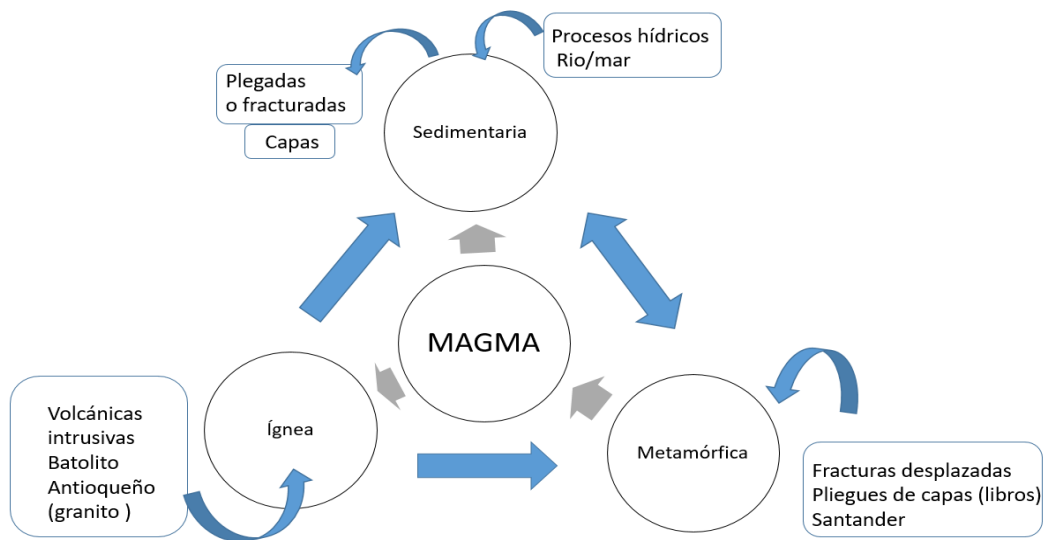 Procesos hídricos
Rio/mar
Plegadas
o fracturadas
Capas
Sedimentaria
MAGMA
Ígnea
Volcánicas
intrusivas
Batolito
Antioqueño
(granito )
Metamórfica
Fracturas desplazadas
Pliegues de capas (libros)
Santander